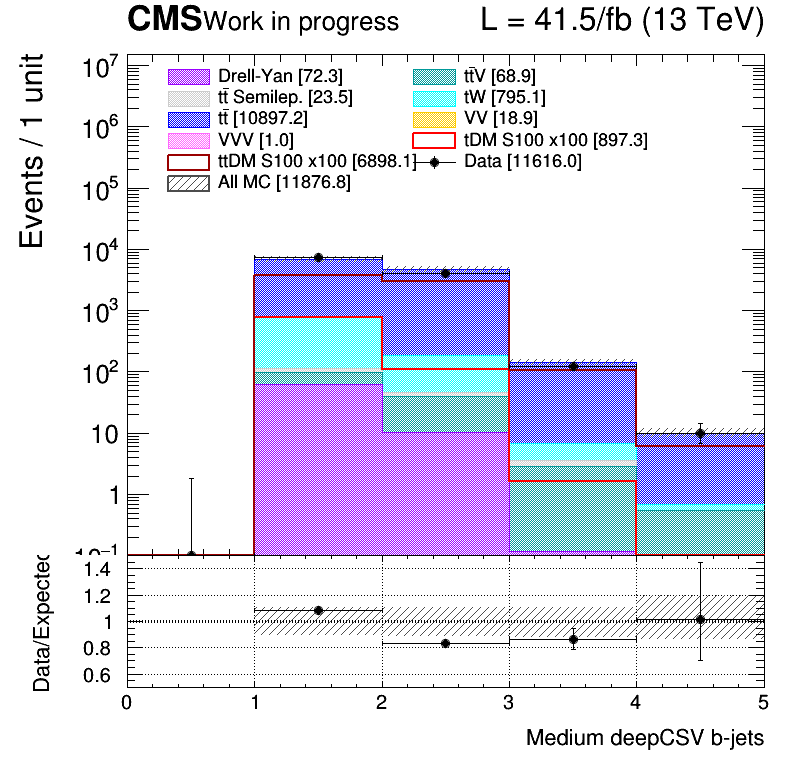 CMS Work in progress L = 41.5/fb (13 TeV)
Events / 1 unit
10⁷
10⁶
10⁵
10⁴
10³
10²
10
1
Drell-Yan [72.3] tt̄V [68.9]
tt̄ Semilep. [23.5] tW [795.1]
tt̄ [10897.2] VV [18.9]
VVV [1.0] tDM S100 x100 [897.3]
ttDM S100 x100 [6898.1] Data [11616.0]
All MC [11876.8]
Data/Expected
1.4
1.2
1
0.8
0.6
0 1 2 3 4 5
Medium deepCSV b-jets